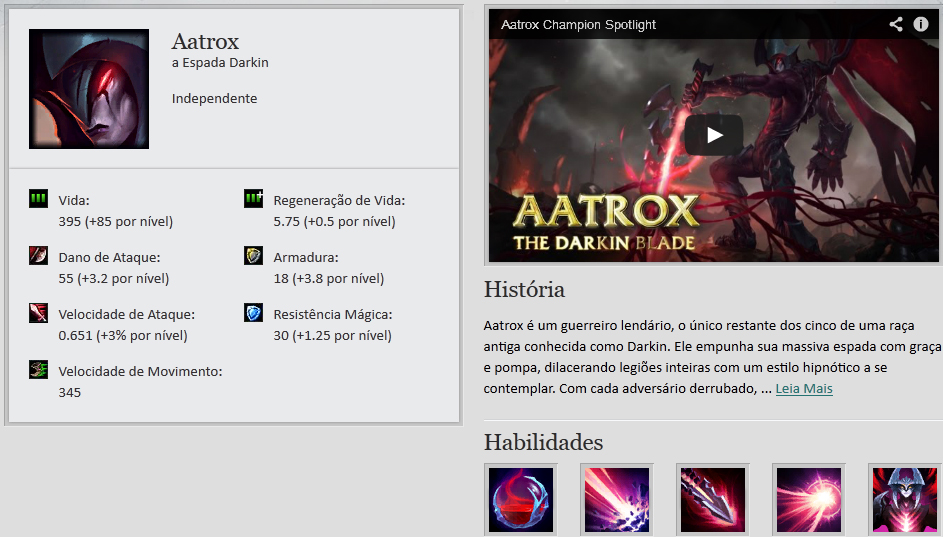 Aatrox
a Espada Darkin
Independente
Vida:
395 (+85 por nível)
Regeneração de Vida:
5.75 (+0.5 por nível)
Dano de Ataque:
55 (+3.2 por nível)
Armadura:
18 (+3.8 por nível)
Velocidade de Ataque:
0.651 (+3% por nível)
Resistência Mágica:
30 (+1.25 por nível)
Velocidade de Movimento:
345
Aatrox Champion Spotlight
AATROX
THE DARKIN BLADE
História
Aatrox é um guerreiro lendário, o único restante dos cinco de uma raça
antiga conhecida como Darkin. Ele empunha sua massiva espada com graça
e pompa, dilacerando legiões inteiras com um estilo hipnótico a se
contemplar. Com cada adversário derrubado, ... Leia Mais
Habilidades